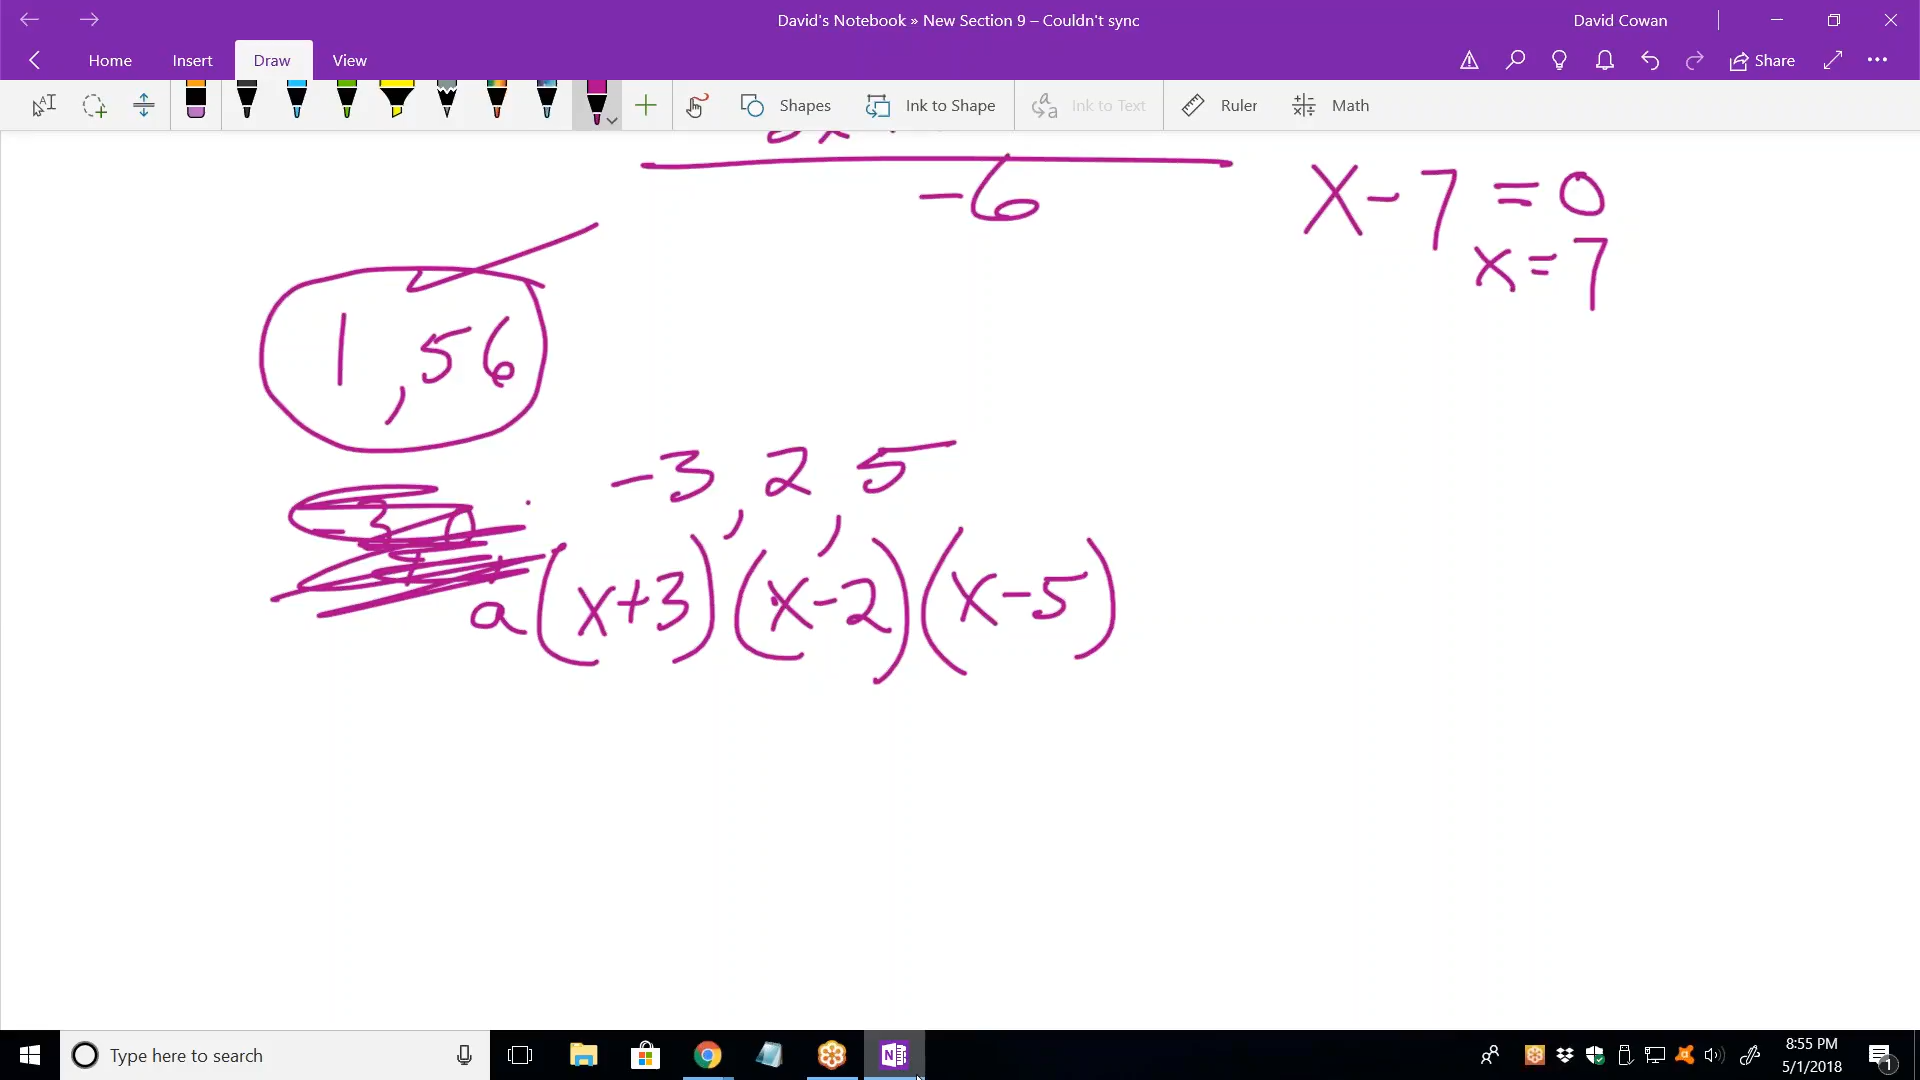 David's Notebook » New Section 9 – Couldn't sync
David Cowan
Home Insert Draw View
Share
Shapes Ink to Shape Ink to Text Ruler Math
-6
x-7=0
x=7
1,56
-3, 2, 5
a(x+3)(x-2)(x-5)
Type here to search
8:55 PM
5/1/2018
1